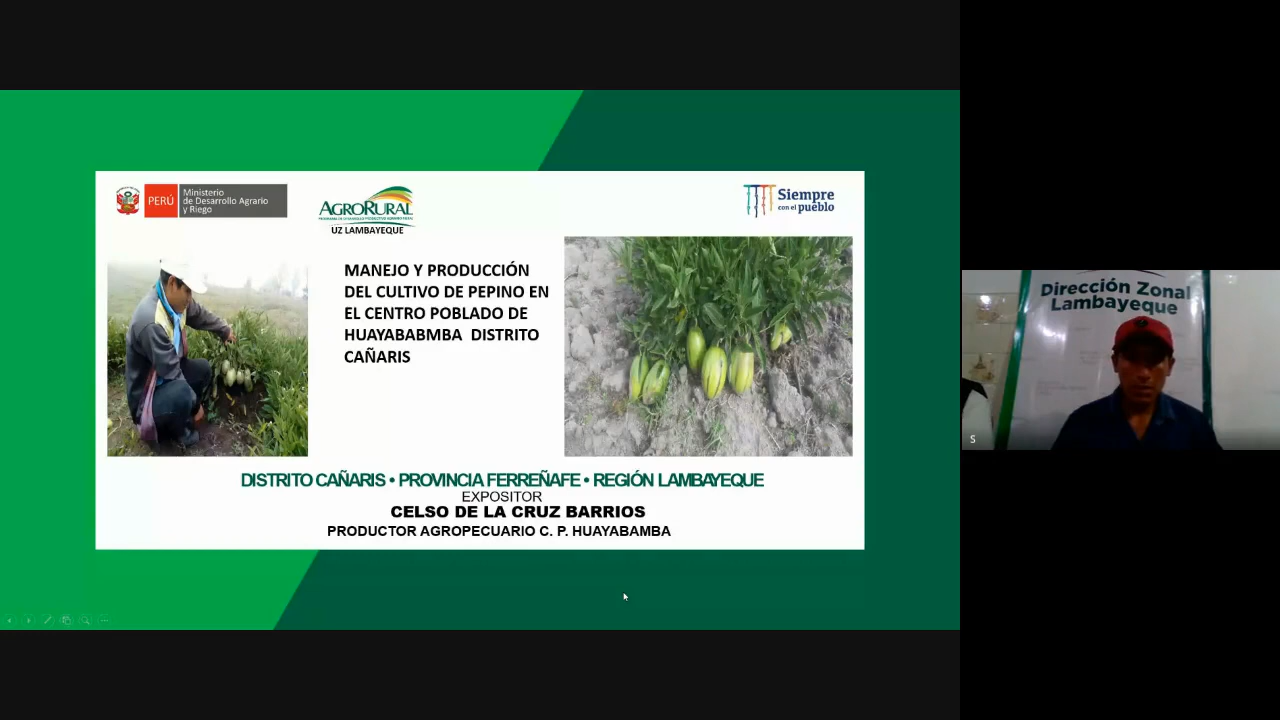 PERÚ
Ministerio
de Desarrollo Agrario
y Riego
AGRORURAL
UZ LAMBAYEQUE
Siempre
con el pueblo
MANEJO Y PRODUCCIÓN
DEL CULTIVO DE PEPINO EN
EL CENTRO POBLADO DE
HUAYABABMBA DISTRITO
CAÑARIS
DISTRITO CAÑARIS • PROVINCIA FERREÑAFE • REGIÓN LAMBAYEQUE
EXPOSITOR
CELSO DE LA CRUZ BARRIOS
PRODUCTOR AGROPECUARIO C. P. HUAYABAMBA
Dirección Zonal
Lambayeque
S